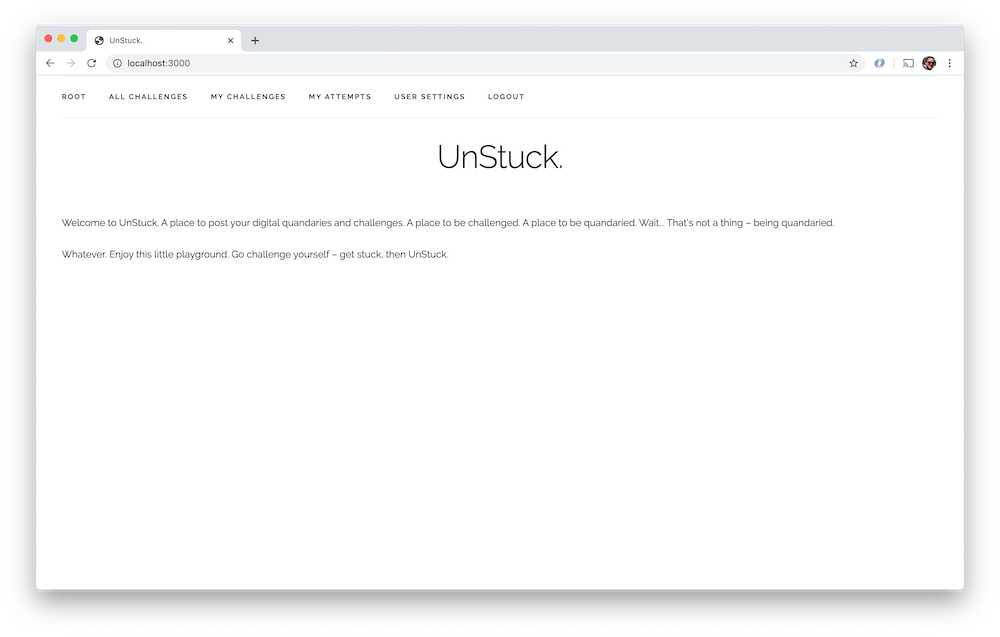 UnStuck.
localhost:3000
ROOT ALL CHALLENGES MY CHALLENGES MY ATTEMPTS USER SETTINGS LOGOUT
UnStuck.
Welcome to UnStuck. A place to post your digital quandaries and challenges. A place to be challenged. A place to be quandaried. Wait... That's not a thing – being quandaried.
Whatever. Enjoy this little playground. Go challenge yourself – get stuck, then UnStuck.